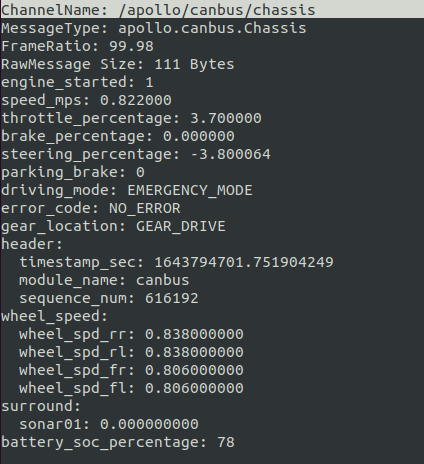 ChannelName: /apollo/canbus/chassis
MessageType: apollo.canbus.Chassis
FrameRatio: 99.98
RawMessage Size: 111 Bytes
engine_started: 1
speed_mps: 0.822000
throttle_percentage: 3.700000
brake_percentage: 0.000000
steering_percentage: -3.800064
parking_brake: 0
driving_mode: EMERGENCY_MODE
error_code: NO_ERROR
gear_location: GEAR_DRIVE
header:
  timestamp_sec: 1643794701.751904249
  module_name: canbus
  sequence_num: 616192
wheel_speed:
  wheel_spd_rr: 0.838000000
  wheel_spd_rl: 0.838000000
  wheel_spd_fr: 0.806000000
  wheel_spd_fl: 0.806000000
surround:
  sonar01: 0.000000000
battery_soc_percentage: 78